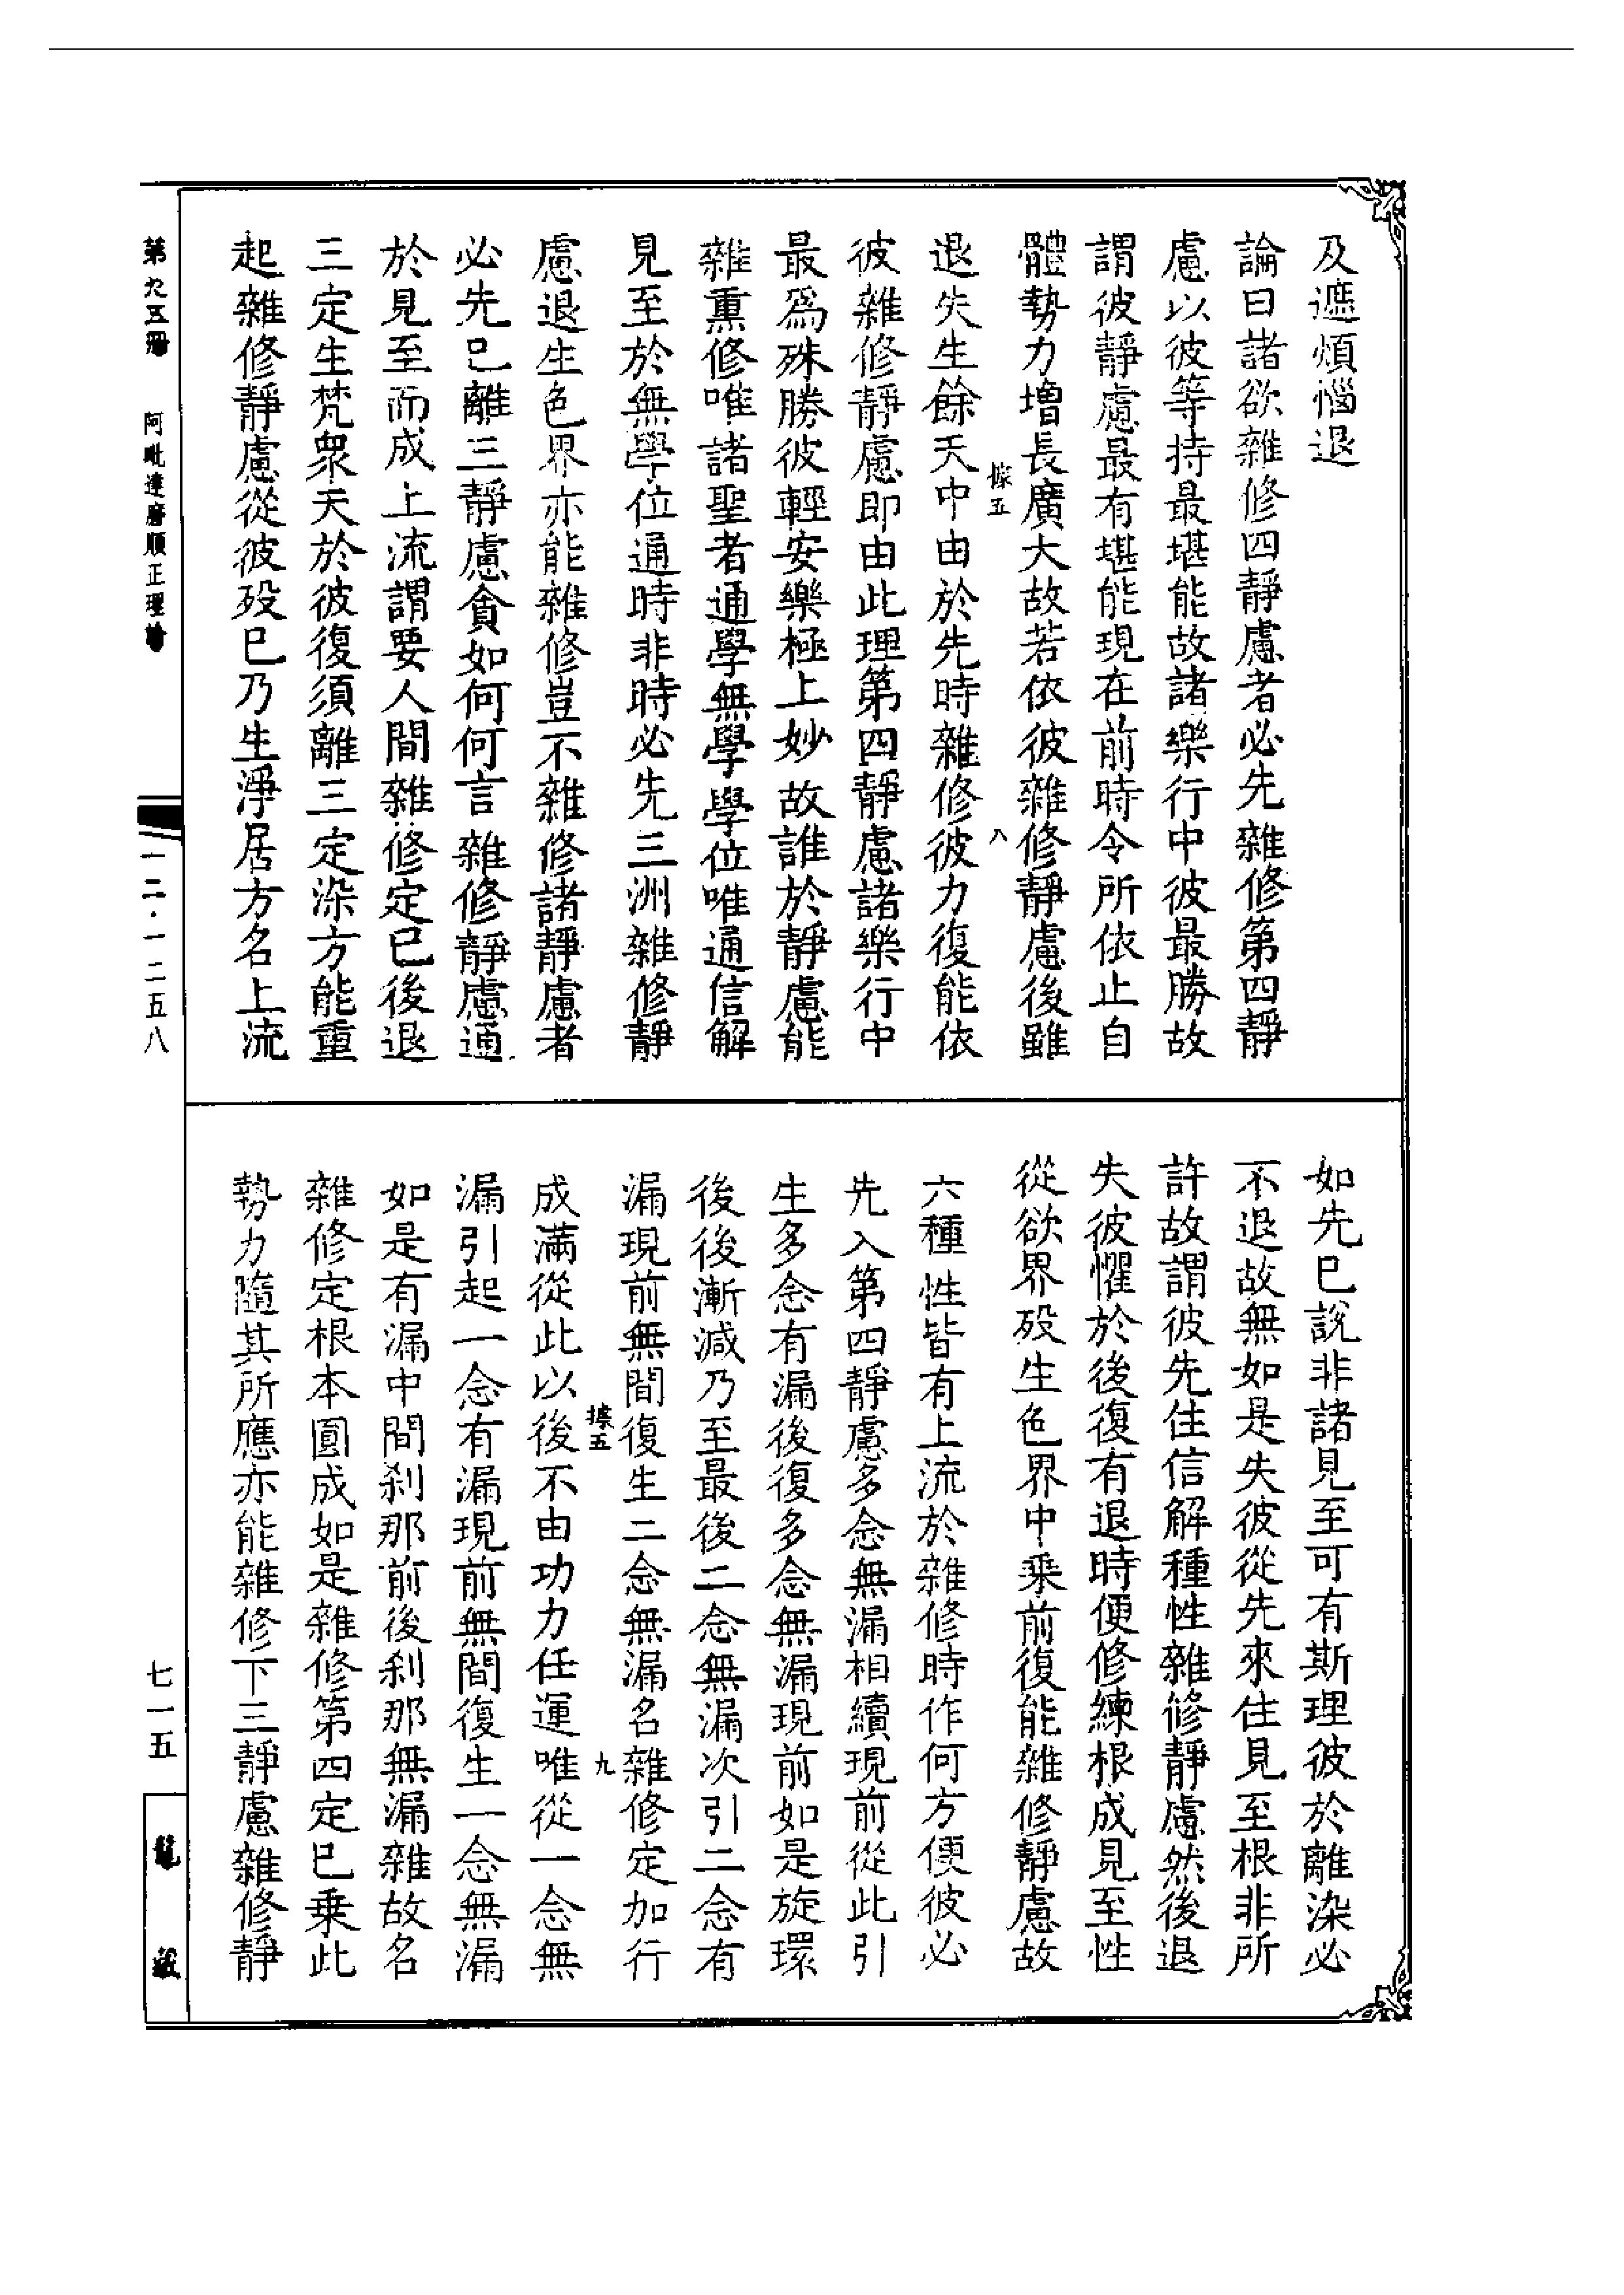 及遮煩惱退
論曰諸欲雜修四靜慮者必先雜修第四靜
慮以彼等持最堪能故諸樂行中彼最勝故
謂彼靜慮最有堪能現在前時令所依止自
體勢力增長廣大故若依彼雜修靜慮後雖
據五
八
退失生餘天中由於先時雜修彼力復能依
彼雜修靜慮即由此理第四靜慮諸樂行中
最爲殊勝彼輕安樂極上妙故誰於靜慮能
雜熏修唯諸聖者通學無學學位唯通信解
見至於無學位通時非時必先三洲雜修靜
慮退生色界亦能雜修豈不雜修諸靜慮者
必先已離三靜慮貪如何何言雜修靜慮通
於見至而成上流謂要人間雜修定已後退
三定生梵衆天於彼復須離三定染方能重
起雜修靜慮從彼歿已乃生淨居方名上流
如先已說非諸見至可有斯理彼於離染必
不退故無如是失彼從先來住見至根非所
許故謂彼先住信解種性雜修靜慮然後退
失彼懼於後復有退時便修練根成見至性
從欲界歿生色界中乘前復能雜修靜慮故
六種性皆有上流於雜修時作何方便彼必
先入第四靜慮多念無漏相續現前從此引
生多念有漏後復多念無漏現前如是旋環
後後漸減乃至最後二念無漏次引二念有
漏現前無間復生二念無漏名雜修定加行
據五
九
成滿從此以後不由功力任運唯從一念無
漏引起一念有漏現前無間復生一念無漏
如是有漏中間刹那前後刹那無漏雜故名
雜修定根本圓成如是雜修第四定已乘此
勢力隨其所應亦能雜修下三靜慮雜修靜
第九五冊
阿毗達磨順正理論
一二·一二五八
七一五
龍藏